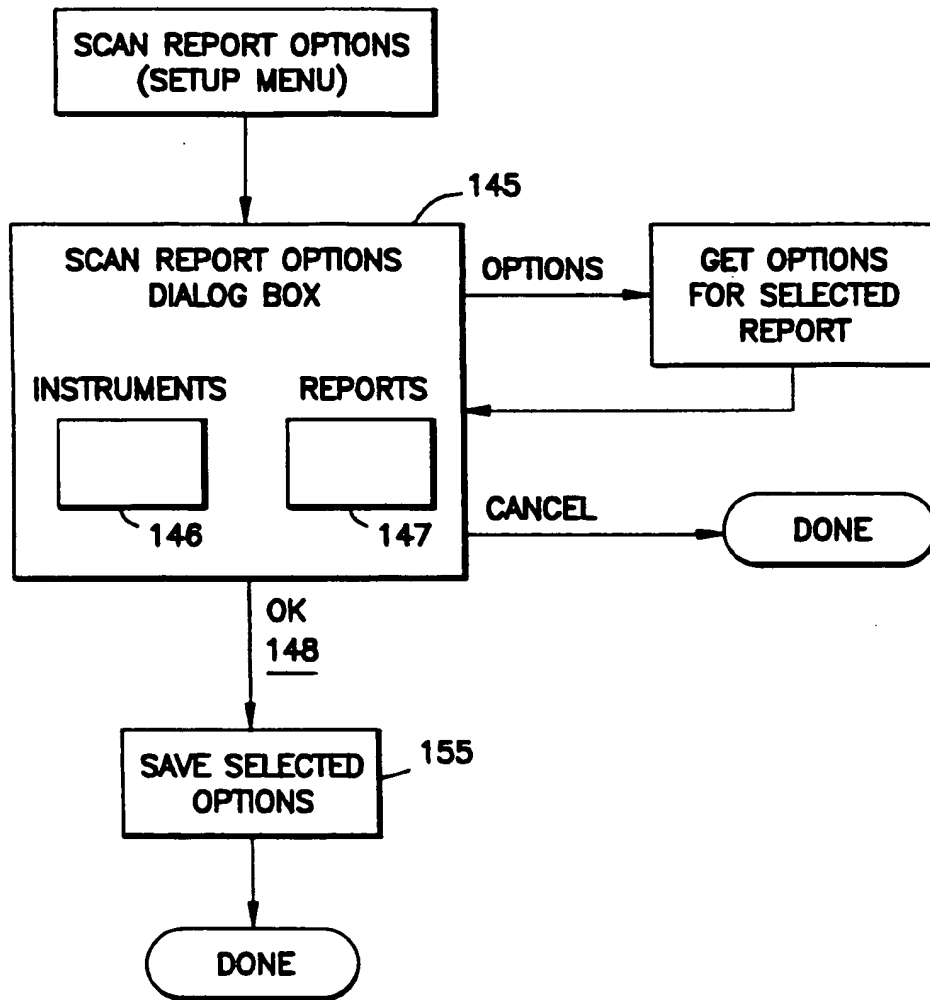 SCAN REPORT OPTIONS
(SETUP MENU)
145
SCAN REPORT OPTIONS
DIALOG BOX
OPTIONS
GET OPTIONS
FOR SELECTED
REPORT
INSTRUMENTS
REPORTS
146
147
CANCEL
DONE
OK
148
SAVE SELECTED
OPTIONS
155
DONE